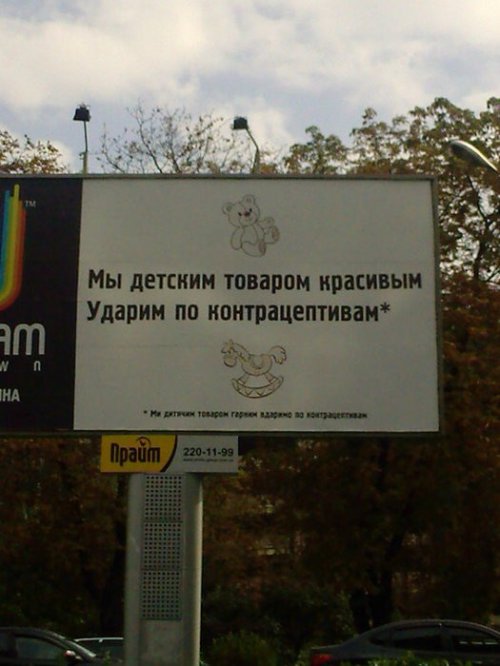 TM
AM
w n
НА
Мы детским товаром красивым
Ударим по контрацептивам*
* Ми дитячим товаром гарним вдаримо по контрацептивам
Прайм
220-11-99